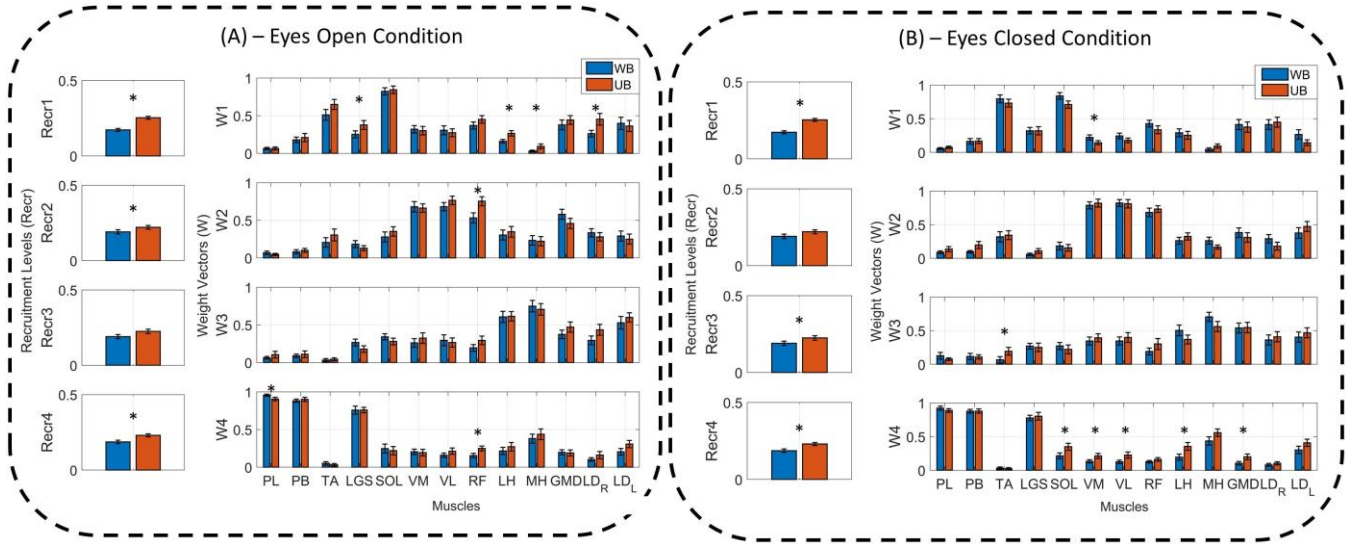 (A) – Eyes Open Condition
WB
UB
Recruitment Levels (Recr)
Recr1
0.5
0
*
Recr2
0.5
0
*
Recr3
0.5
0
Recr4
0.5
0
*
Weight Vectors (W)
W1
1
0.5
0
* * * *
W2
1
0.5
0
*
W3
1
0.5
0
W4
1
0.5
0
* *
PL PB TA LGS SOL VM VL RF LH MH GMD LD_R LD_L
Muscles
(B) – Eyes Closed Condition
WB
UB
Recruitment Levels (Recr)
Recr1
0.5
0
*
Recr2
0.5
0
Recr3
0.5
0
*
Recr4
0.5
0
*
Weight Vectors (W)
W1
1
0.5
0
*
W2
1
0.5
0
W3
1
0.5
0
*
W4
1
0.5
0
* * * * *
PL PB TA LGS SOL VM VL RF LH MH GMD LD_R LD_L
Muscles